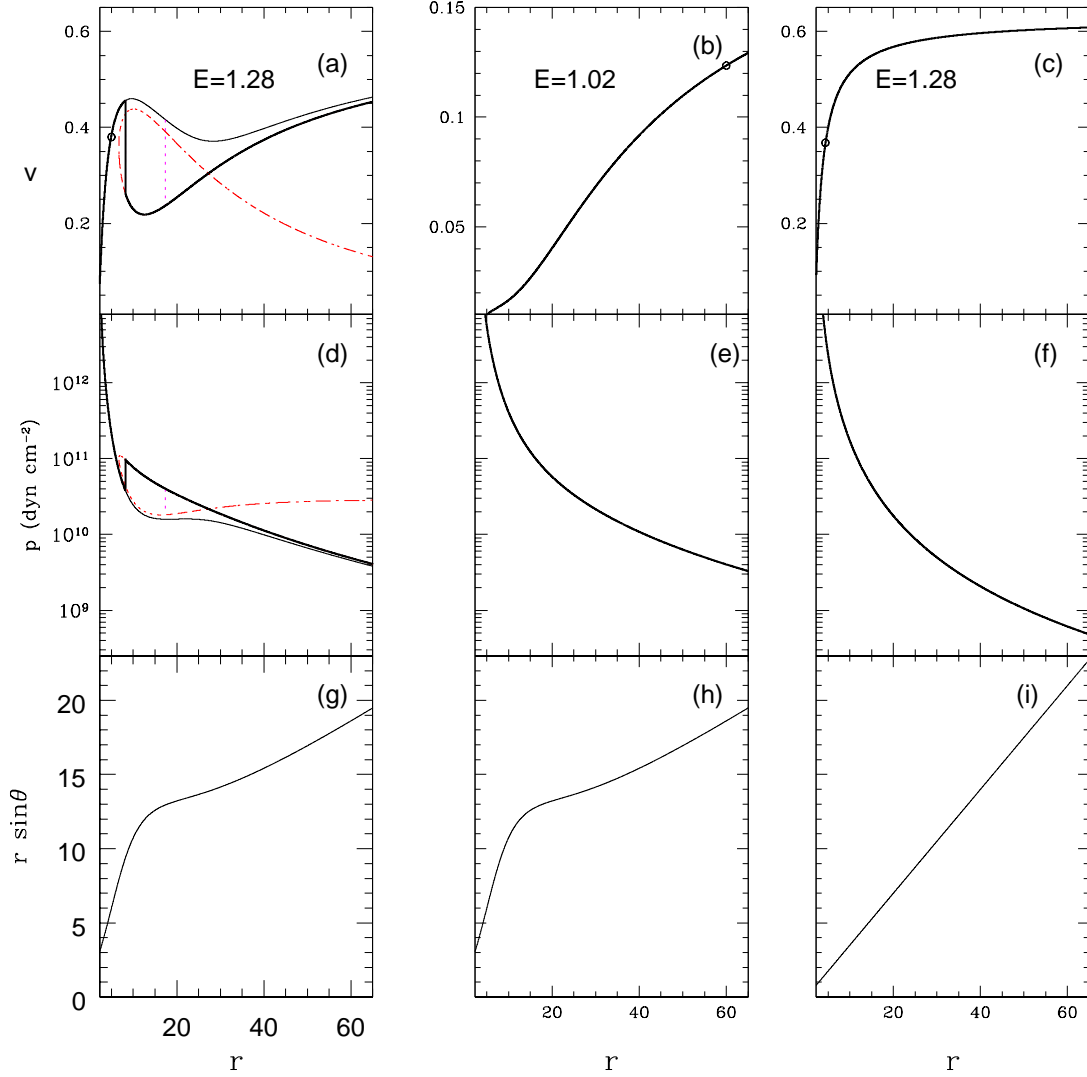 0.6
0.4
0.2
v
(a)
E=1.28
0.15
0.1
0.05
(b)
E=1.02
0.6
0.4
0.2
(c)
E=1.28
10¹²
10¹¹
10¹⁰
10⁹
p (dyn cm⁻²)
(d)
(e)
(f)
20
15
10
5
0
r sinθ
(g)
(h)
(i)
20 40 60
20 40 60
20 40 60
r
r
r